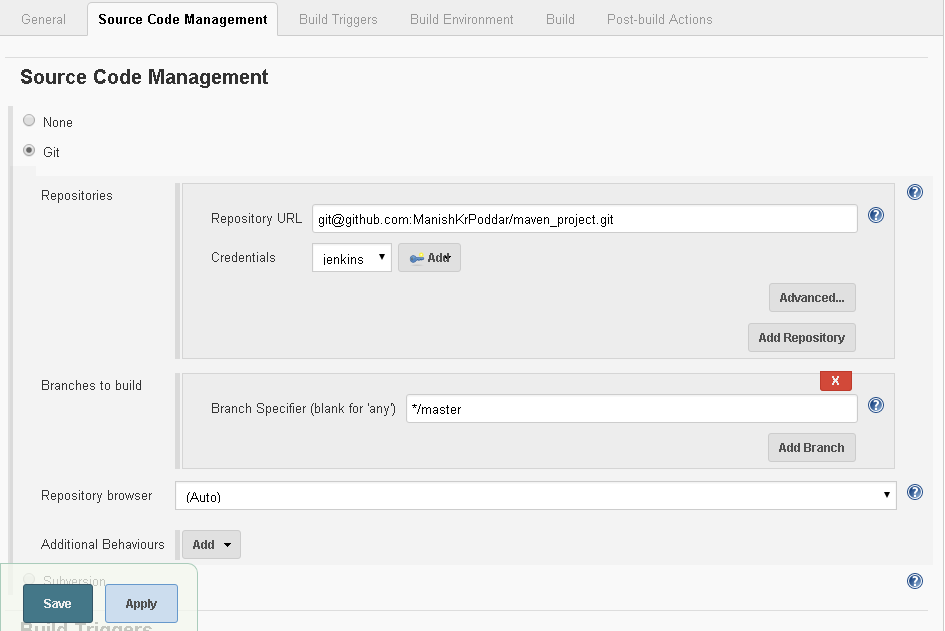 General Source Code Management Build Triggers Build Environment Build Post-build Actions
Source Code Management
None
Git
Repositories
Repository URL git@github.com:ManishKrPoddar/maven_project.git
Credentials jenkins Add
Advanced...
Add Repository
Branches to build
X
Branch Specifier (blank for 'any') */master
Add Branch
Repository browser (Auto)
Additional Behaviours Add
Subversion
Save Apply
Build Triggers